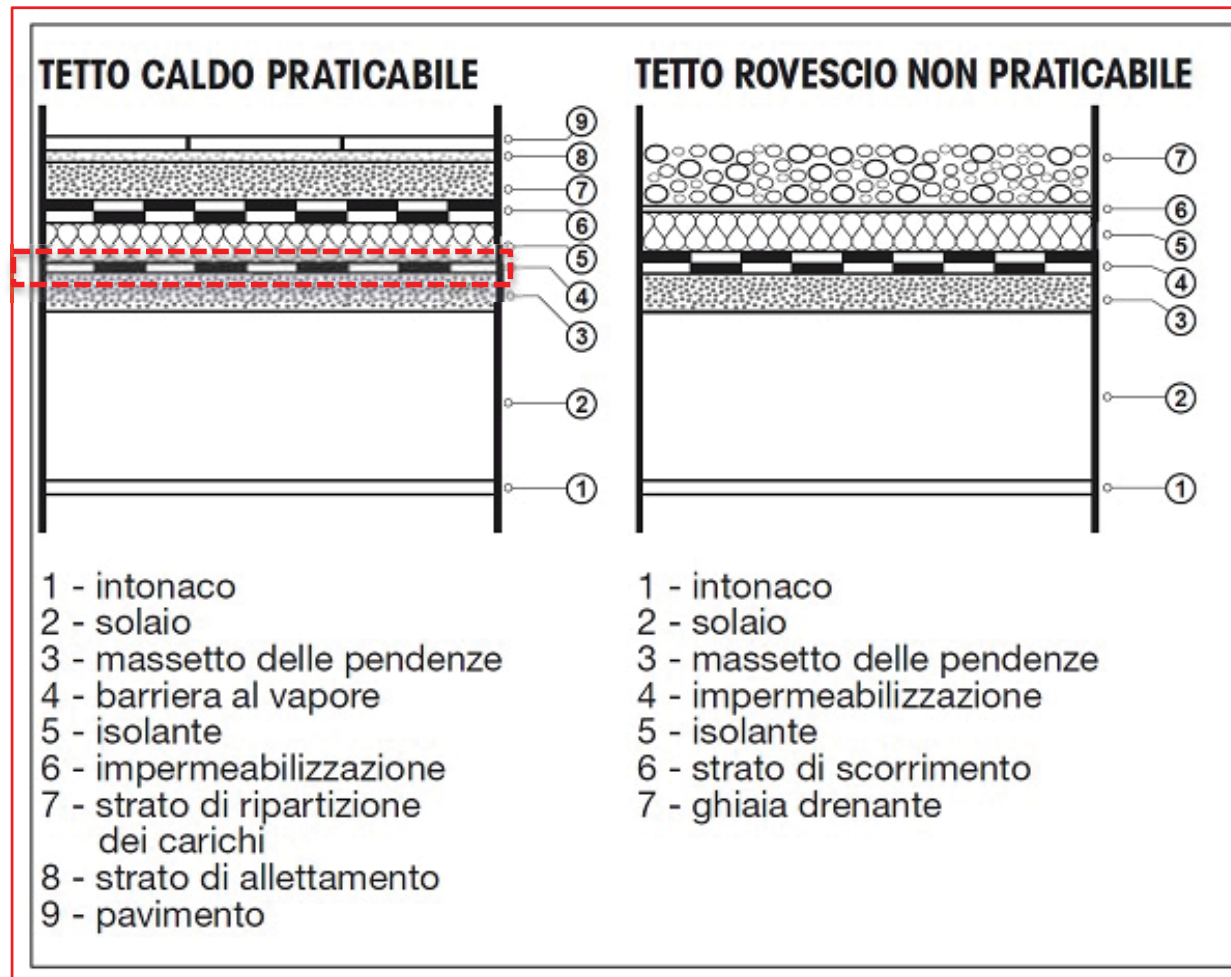 TETTO CALDO PRATICABILE
9
8
7
6
5
4
3
2
1
1 - intonaco
2 - solaio
3 - massetto delle pendenze
4 - barriera al vapore
5 - isolante
6 - impermeabilizzazione
7 - strato di ripartizione
dei carichi
8 - strato di allettamento
9 - pavimento
TETTO ROVESCIO NON PRATICABILE
7
6
5
4
3
2
1
1 - intonaco
2 - solaio
3 - massetto delle pendenze
4 - impermeabilizzazione
5 - isolante
6 - strato di scorrimento
7 - ghiaia drenante